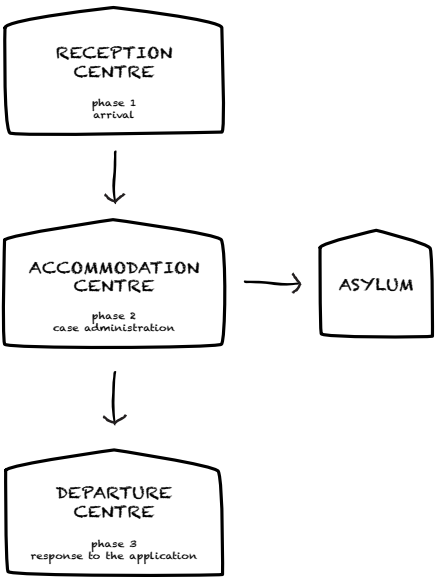 RECEPTION
CENTRE
phase 1
arrival
ACCOMMODATION
CENTRE
phase 2
case administration
ASYLUM
DEPARTURE
CENTRE
phase 3
response to the application